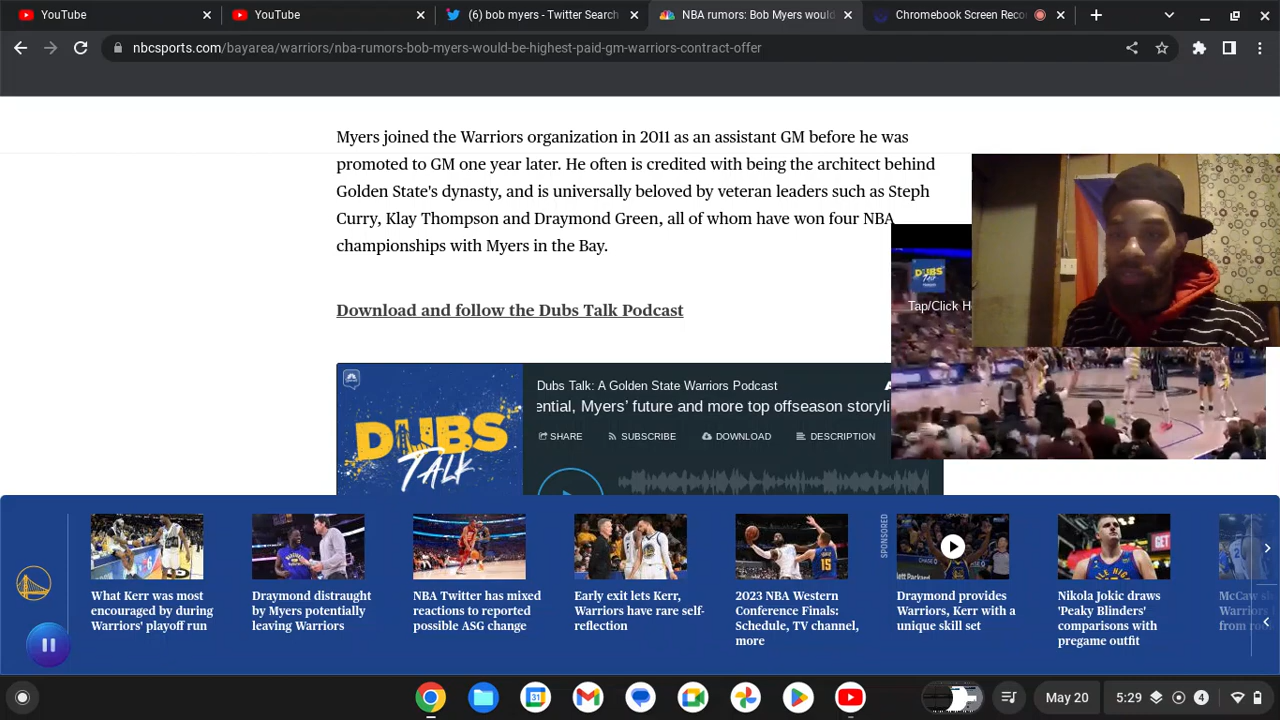 YouTube
YouTube
(6) bob myers - Twitter Search
NBA rumors: Bob Myers would
Chromebook Screen Reco
nbcsports.com/bayarea/warriors/nba-rumors-bob-myers-would-be-highest-paid-gm-warriors-contract-offer
Myers joined the Warriors organization in 2011 as an assistant GM before he was
promoted to GM one year later. He often is credited with being the architect behind
Golden State's dynasty, and is universally beloved by veteran leaders such as Steph
Curry, Klay Thompson and Draymond Green, all of whom have won four NBA
championships with Myers in the Bay.
DUBS
TALK
Tap/Click H
Download and follow the Dubs Talk Podcast
DUBS
TALK
Dubs Talk: A Golden State Warriors Podcast
ential, Myers' future and more top offseason storyli
SHARE
SUBSCRIBE
DOWNLOAD
DESCRIPTION
What Kerr was most
encouraged by during
Warriors' playoff run
Draymond distraught
by Myers potentially
leaving Warriors
NBA Twitter has mixed
reactions to reported
possible ASG change
Early exit lets Kerr,
Warriors have rare self-
reflection
2023 NBA Western
Conference Finals:
Schedule, TV channel,
more
SPONSORED
Draymond provides
Warriors, Kerr with a
unique skill set
Nikola Jokic draws
'Peaky Blinders'
comparisons with
pregame outfit
McCaw s
Warriors
from ro
31
May 20
5:29
4